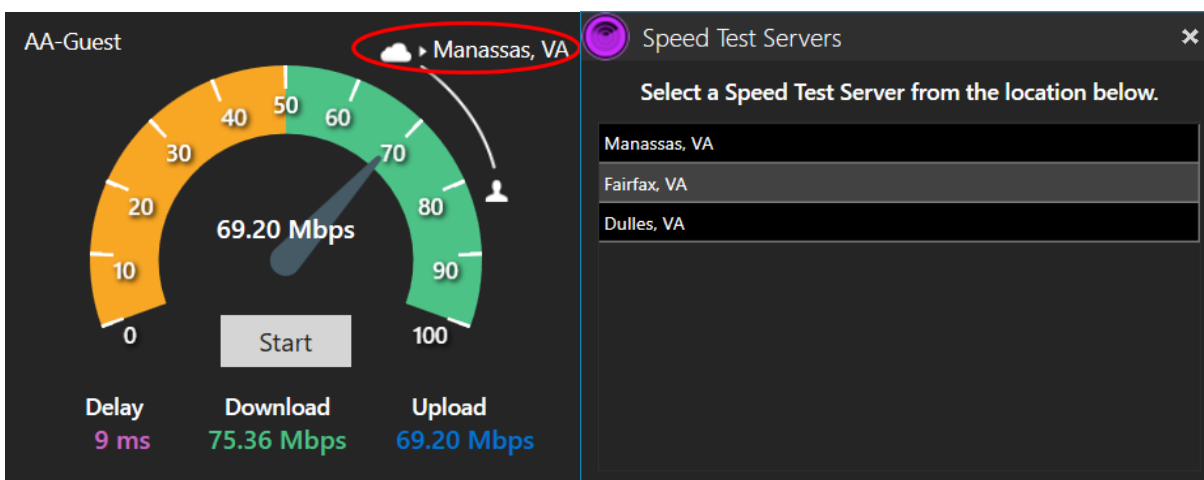 AA-Guest
Manassas, VA
50
40
60
30
70
20
80
69.20 Mbps
10
90
0
100
Start
Delay Download Upload
9 ms 75.36 Mbps 69.20 Mbps
Speed Test Servers
Select a Speed Test Server from the location below.
Manassas, VA
Fairfax, VA
Dulles, VA